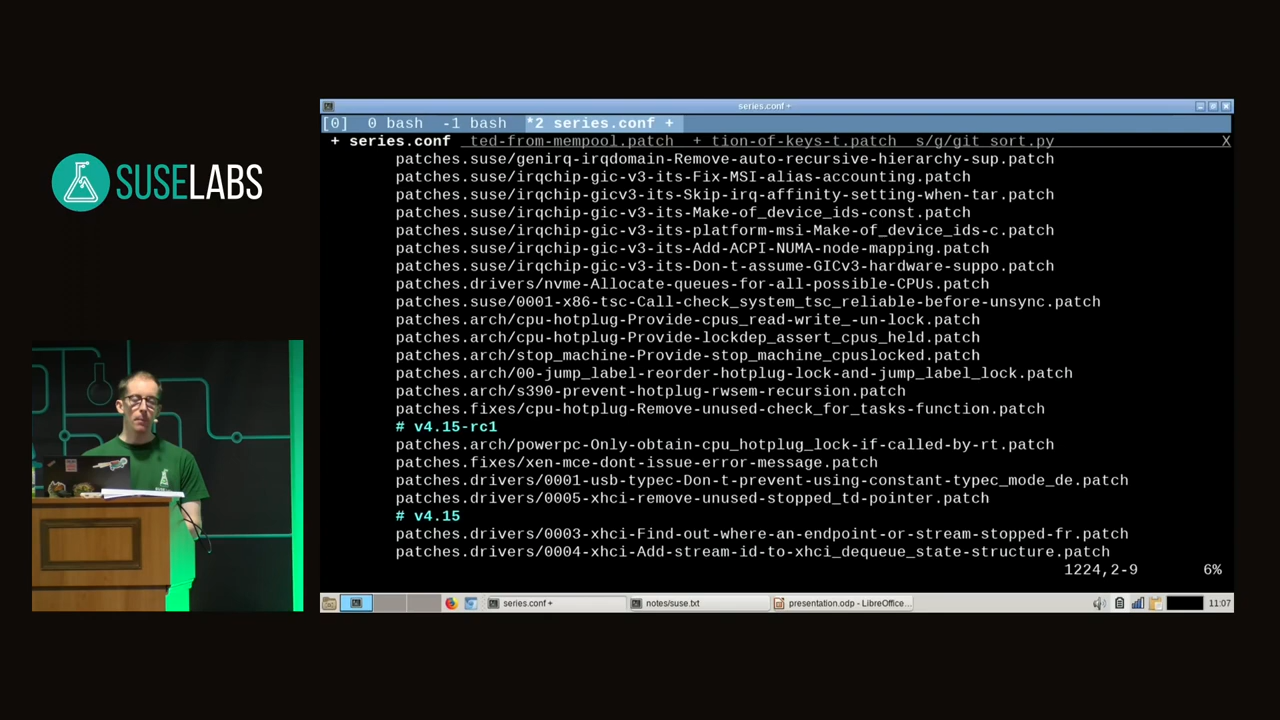 SUSELABS
series.conf +
[0] 0 bash -1 bash *2 series.conf +
+ series.conf ted-from-mempool.patch + tion-of-keys-t.patch s/g/git_sort.py X
patches.suse/genirq-irqdomain-Remove-auto-recursive-hierarchy-sup.patch
patches.suse/irqchip-gic-v3-its-Fix-MSI-alias-accounting.patch
patches.suse/irqchip-gicv3-its-Skip-irq-affinity-setting-when-tar.patch
patches.suse/irqchip-gic-v3-its-Make-of_device_ids-const.patch
patches.suse/irqchip-gic-v3-its-platform-msi-Make-of_device_ids-c.patch
patches.suse/irqchip-gic-v3-its-Add-ACPI-NUMA-node-mapping.patch
patches.suse/irqchip-gic-v3-its-Don-t-assume-GICv3-hardware-suppo.patch
patches.drivers/nvme-Allocate-queues-for-all-possible-CPUs.patch
patches.suse/0001-x86-tsc-Call-check_system_tsc_reliable-before-unsync.patch
patches.arch/cpu-hotplug-Provide-cpus_read-write_-un-lock.patch
patches.arch/cpu-hotplug-Provide-lockdep_assert_cpus_held.patch
patches.arch/stop_machine-Provide-stop_machine_cpuslocked.patch
patches.arch/00-jump_label-reorder-hotplug-lock-and-jump_label_lock.patch
patches.arch/s390-prevent-hotplug-rwsem-recursion.patch
patches.fixes/cpu-hotplug-Remove-unused-check_for_tasks-function.patch
# v4.15-rc1
patches.arch/powerpc-Only-obtain-cpu_hotplug_lock-if-called-by-rt.patch
patches.fixes/xen-mce-dont-issue-error-message.patch
patches.drivers/0001-usb-typec-Don-t-prevent-using-constant-typec_mode_de.patch
patches.drivers/0005-xhci-remove-unused-stopped_td-pointer.patch
# v4.15
patches.drivers/0003-xhci-Find-out-where-an-endpoint-or-stream-stopped-fr.patch
patches.drivers/0004-xhci-Add-stream-id-to-xhci_dequeue_state-structure.patch
1224,2-9 6%
series.conf + notes/suse.txt presentation.odp - LibreOffice... 11:07